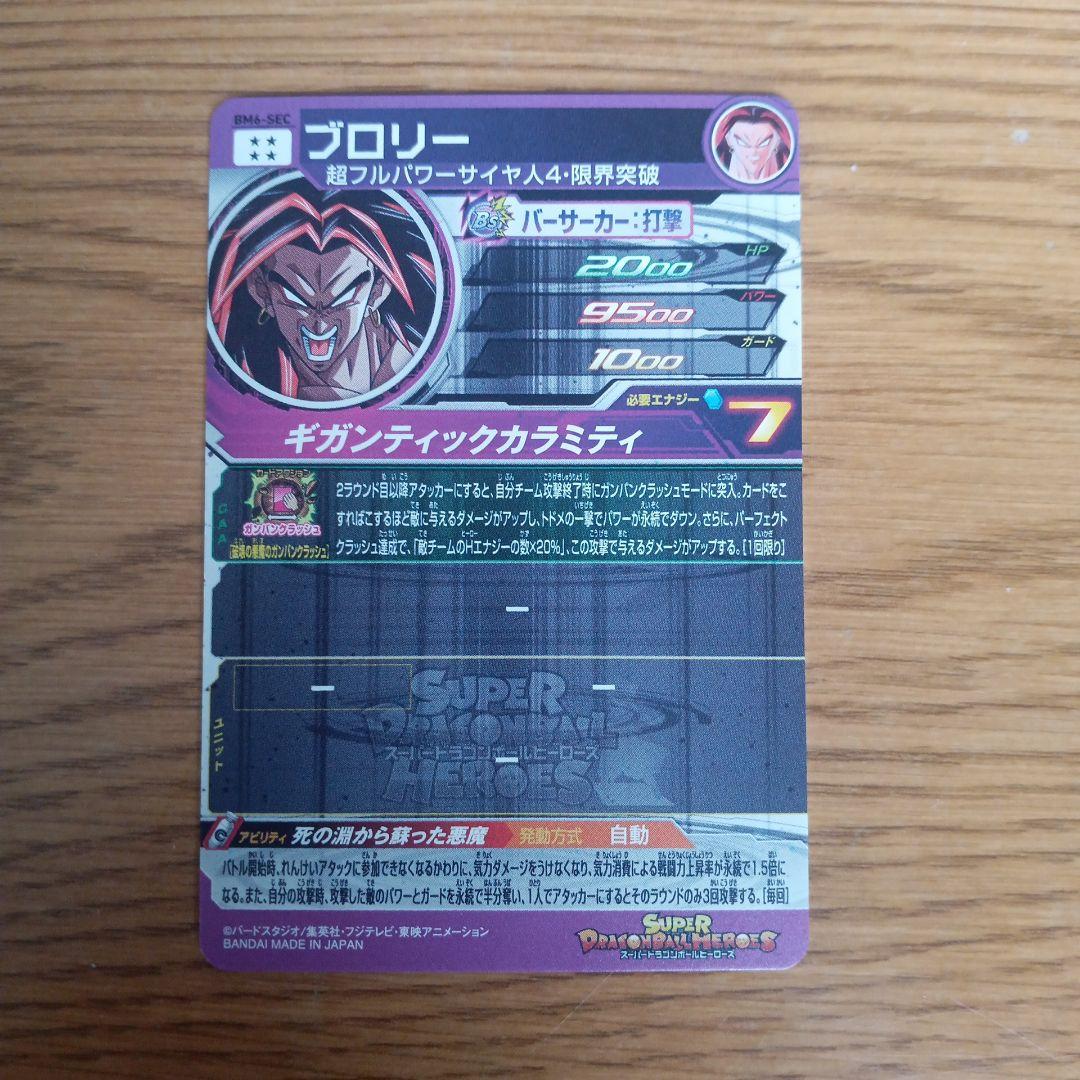 BM6-SEC
ブロリー
超フルパワーサイヤ人4・限界突破
BS
バーサーカー:打撃
HP
2000
パワー
9500
ガード
1000
必要エナジー
7
ギガンティックカラミティ
CAA
カードアクション
ガンバンクラッシュ
[破壊の悪魔のガンバンクラッシュ]
2ラウンド目以降アタッカーにすると、自分チーム攻撃終了時にガンバンクラッシュモードに突入。カードをこ
すればこするほど敵に与えるダメージがアップし、トドメの一撃でパワーが永続でダウン。さらに、パーフェクト
クラッシュ達成で、「敵チームのHエナジーの数×20%」、この攻撃で与えるダメージがアップする。[1回限り]
ー
ユニット
ー ー
ー
SUPER
DRAGONBALL
スーパードラゴンボールヒーローズ
HEROES
アビリティ 死の淵から蘇った悪魔 発動方式 自動
バトル開始時、れんけいアタックに参加できなくなるかわりに、気力ダメージをうけなくなり、気力消費による戦闘力上昇率が永続で1.5倍に
なる。また、自分の攻撃時、攻撃した敵のパワーとガードを永続で半分奪い、1人でアタッカーにするとそのラウンドのみ3回攻撃する。[毎回]
©バードスタジオ/集英社・フジテレビ・東映アニメーション
BANDAI MADE IN JAPAN
SUPER
DRAGONBALL HEROES
スーパードラゴンボールヒーローズ